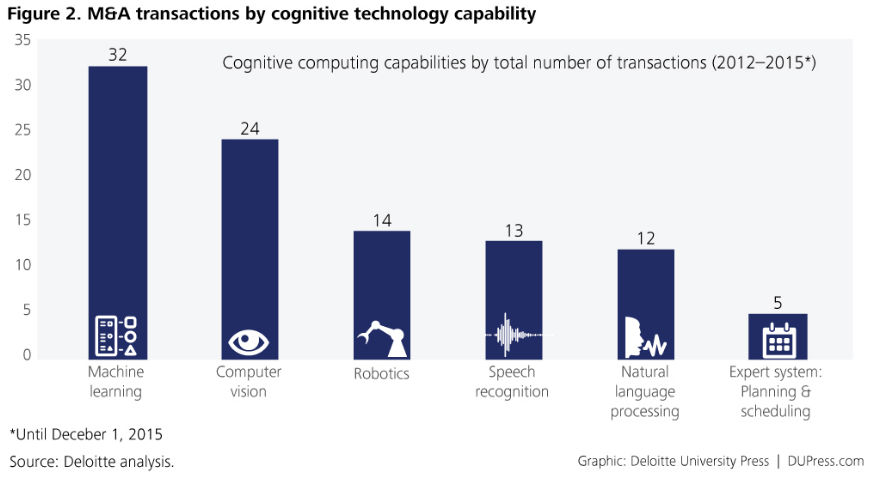 Figure 2. M&A transactions by cognitive technology capability
Cognitive computing capabilities by total number of transactions (2012–2015*)
35
30
25
20
15
10
5
0
32
24
14
13
12
5
Machine
learning
Computer
vision
Robotics
Speech
recognition
Natural
language
processing
Expert system:
Planning &
scheduling
*Until Deceber 1, 2015
Source: Deloitte analysis.
Graphic: Deloitte University Press | DUPress.com